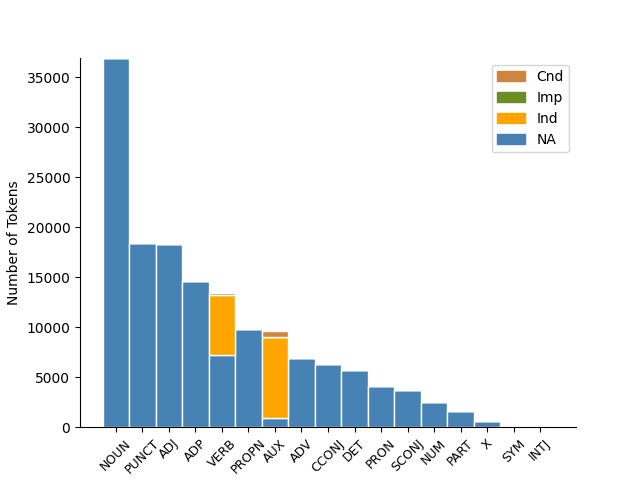 Cnd
Imp
Ind
NA
Number of Tokens
35000
30000
25000
20000
15000
10000
5000
0
NOUN PUNCT ADJ ADP VERB PROPN AUX ADV CCONJ DET PRON SCONJ NUM PART X SYM INTJ